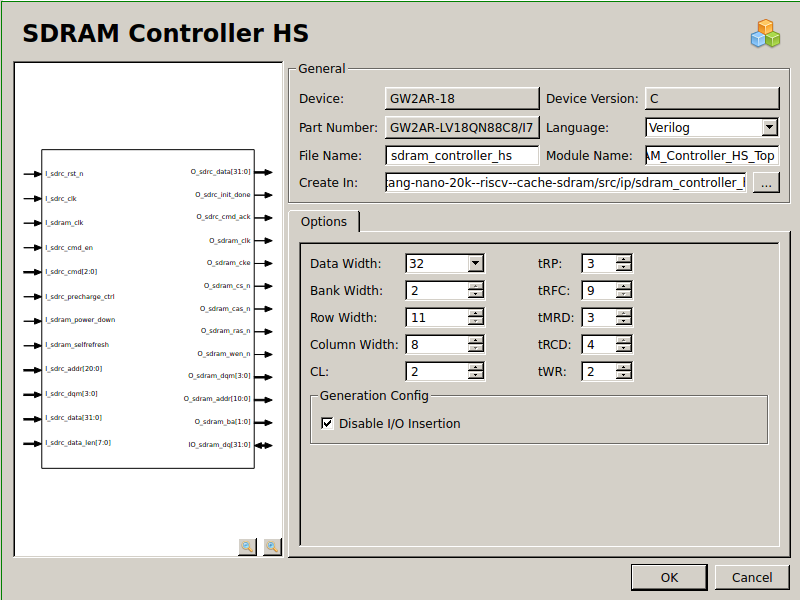 SDRAM Controller HS
General
Device: GW2AR-18 Device Version: C
Part Number: GW2AR-LV18QN88C8/I7 Language: Verilog
File Name: sdram_controller_hs Module Name: AM_Controller_HS_Top
Create In: ang-nano-20k--riscv--cache-sdram/src/ip/sdram_controller_ ...
Options
Data Width: 32 tRP: 3
Bank Width: 2 tRFC: 9
Row Width: 11 tMRD: 3
Column Width: 8 tRCD: 4
CL: 2 tWR: 2
Generation Config
Disable I/O Insertion
I_sdrc_rst_n
I_sdrc_clk
I_sdram_clk
I_sdrc_cmd_en
I_sdrc_cmd[2:0]
I_sdrc_precharge_ctrl
I_sdram_power_down
I_sdram_selfrefresh
I_sdrc_addr[20:0]
I_sdrc_dqm[3:0]
I_sdrc_data[31:0]
I_sdrc_data_len[7:0]
O_sdrc_data[31:0]
O_sdrc_init_done
O_sdrc_cmd_ack
O_sdram_clk
O_sdram_cke
O_sdram_cs_n
O_sdram_cas_n
O_sdram_ras_n
O_sdram_wen_n
O_sdram_dqm[3:0]
O_sdram_addr[10:0]
O_sdram_ba[1:0]
IO_sdram_dq[31:0]
OK Cancel